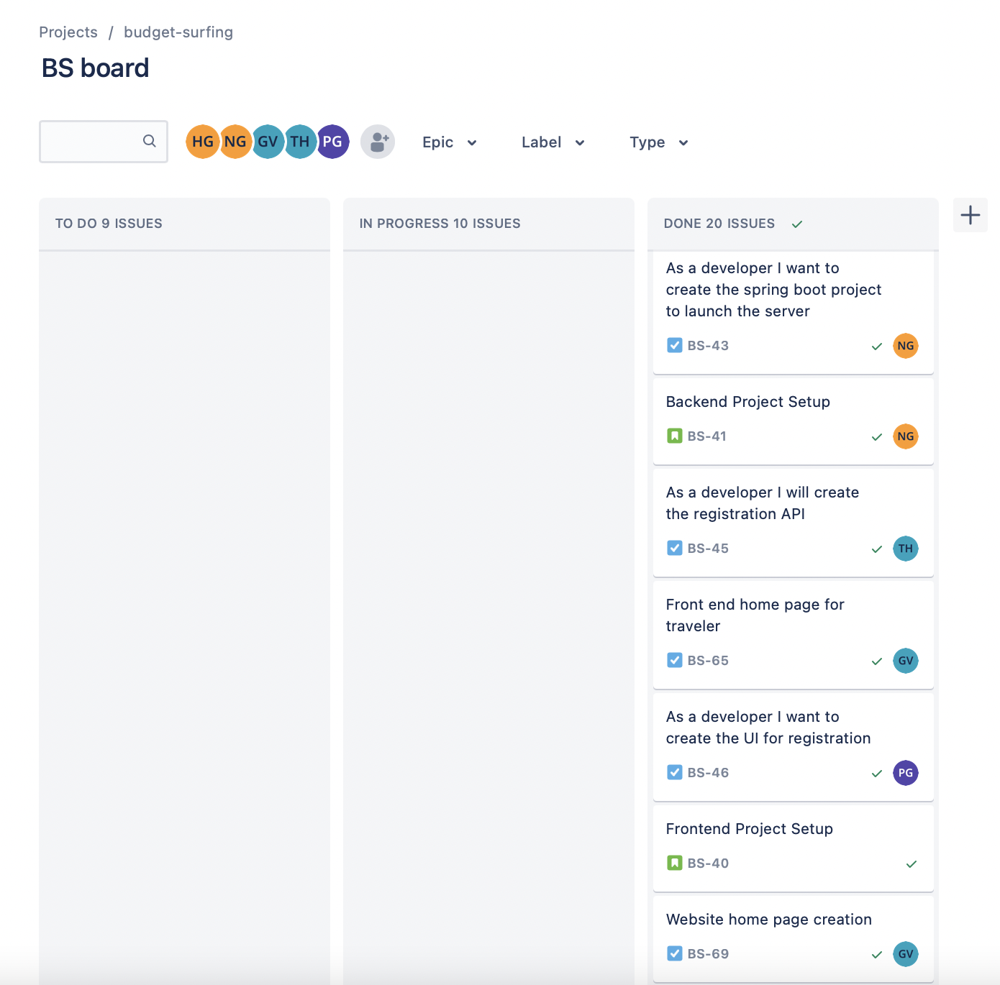 Projects / budget-surfing
BS board
HG NG GV TH PG Epic Label Type
TO DO 9 ISSUES
IN PROGRESS 10 ISSUES
DONE 20 ISSUES
As a developer I want to
create the spring boot project
to launch the server
BS-43 NG
Backend Project Setup
BS-41 NG
As a developer I will create
the registration API
BS-45 TH
Front end home page for
traveler
BS-65 GV
As a developer I want to
create the UI for registration
BS-46 PG
Frontend Project Setup
BS-40
Website home page creation
BS-69 GV